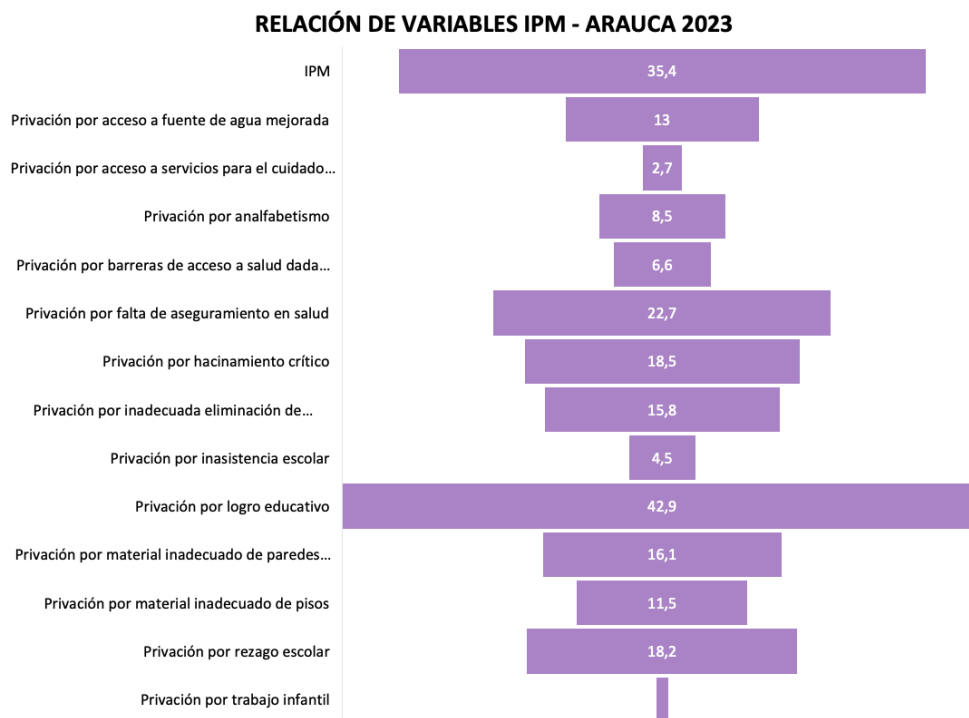 RELACIÓN DE VARIABLES IPM - ARAUCA 2023
IPM 35,4
Privación por acceso a fuente de agua mejorada 13
Privación por acceso a servicios para el cuidado... 2,7
Privación por analfabetismo 8,5
Privación por barreras de acceso a salud dada... 6,6
Privación por falta de aseguramiento en salud 22,7
Privación por hacinamiento crítico 18,5
Privación por inadecuada eliminación de... 15,8
Privación por inasistencia escolar 4,5
Privación por logro educativo 42,9
Privación por material inadecuado de paredes... 16,1
Privación por material inadecuado de pisos 11,5
Privación por rezago escolar 18,2
Privación por trabajo infantil